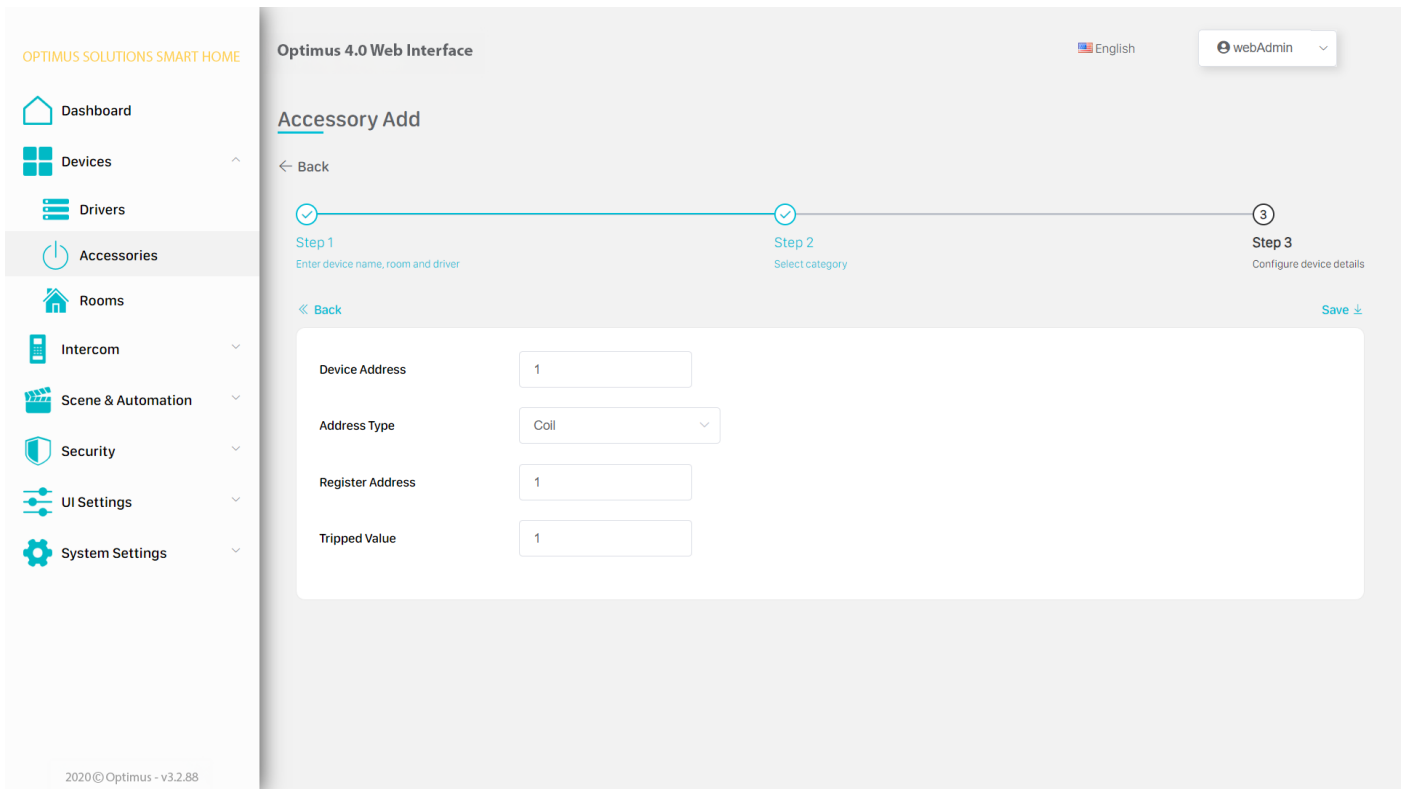 OPTIMUS SOLUTIONS SMART HOME
Dashboard
Devices
Drivers
Accessories
Rooms
Intercom
Scene & Automation
Security
UI Settings
System Settings
2020 © Optimus - v3.2.88
Optimus 4.0 Web Interface
English
webAdmin
Accessory Add
← Back
3
Step 1
Step 2
Step 3
Enter device name, room and driver
Select category
Configure device details
Back
Save
Device Address
1
Address Type
Coil
Register Address
1
Tripped Value
1